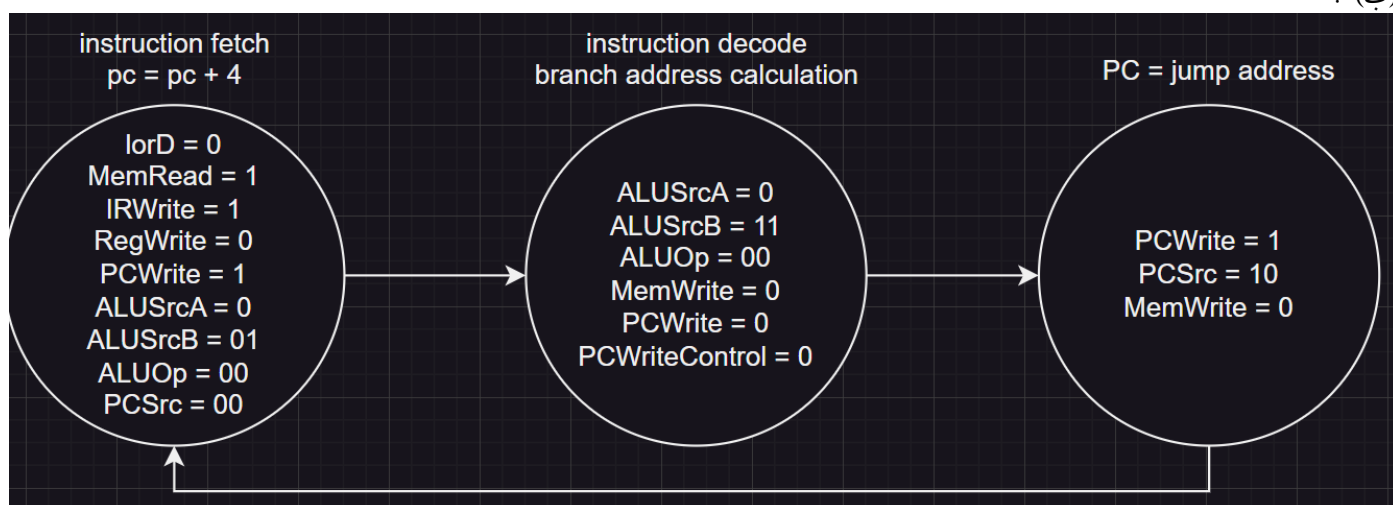 (ب)
instruction fetch
pc = pc + 4
IorD = 0
MemRead = 1
IRWrite = 1
RegWrite = 0
PCWrite = 1
ALUSrcA = 0
ALUSrcB = 01
ALUOp = 00
PCSrc = 00
instruction decode
branch address calculation
ALUSrcA = 0
ALUSrcB = 11
ALUOp = 00
MemWrite = 0
PCWrite = 0
PCWriteControl = 0
PC = jump address
PCWrite = 1
PCSrc = 10
MemWrite = 0